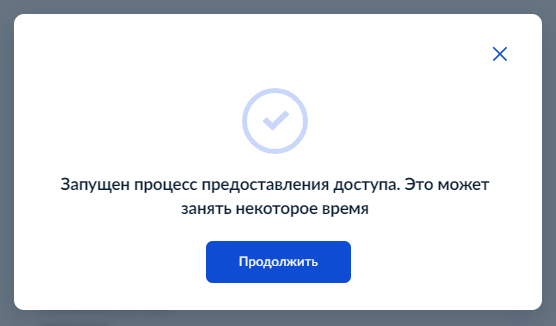 Запущен процесс предоставления доступа. Это может
занять некоторое время
Продолжить